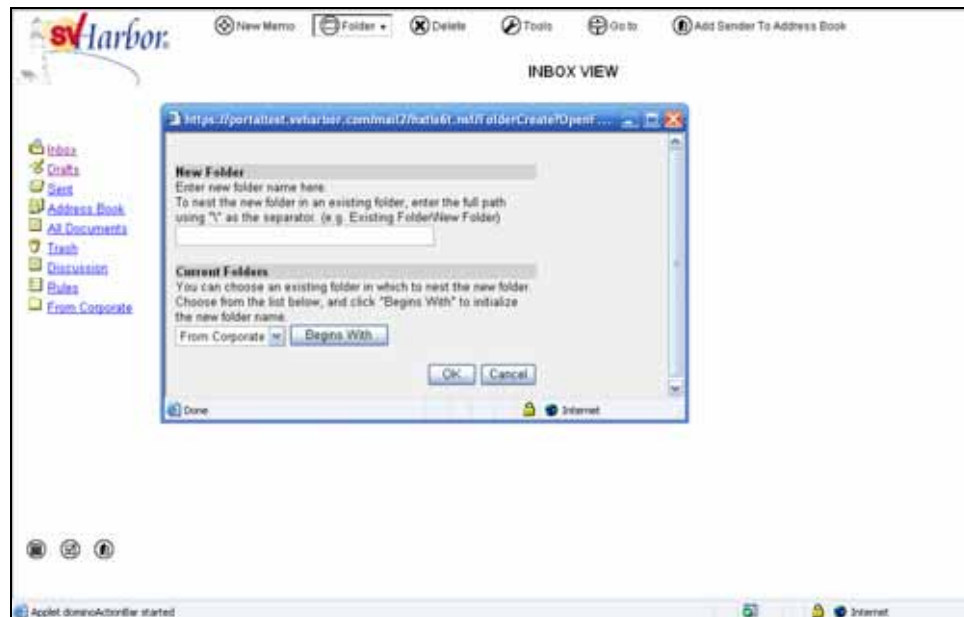 SVHarbor.
New Memo Folder Delete Tools Go to Add Sender To Address Book
INBOX VIEW
https://portaltest.svharbor.com/mail2/
Inbox
Drafts
Sent
Address Book
All Documents
Trash
Discussion
Rules
From Corporate
New Folder
Enter new folder name here.
To nest the new folder in an existing folder, enter the full path
using "\" as the separator. (e.g. Existing Folder\New Folder)
Current Folders
You can choose an existing folder in which to nest the new folder.
Choose from the list below, and click "Begins With" to initialize
the new folder name.
From Corporate Begins With...
OK Cancel
Done Internet
Applet dominoActionBar started Internet